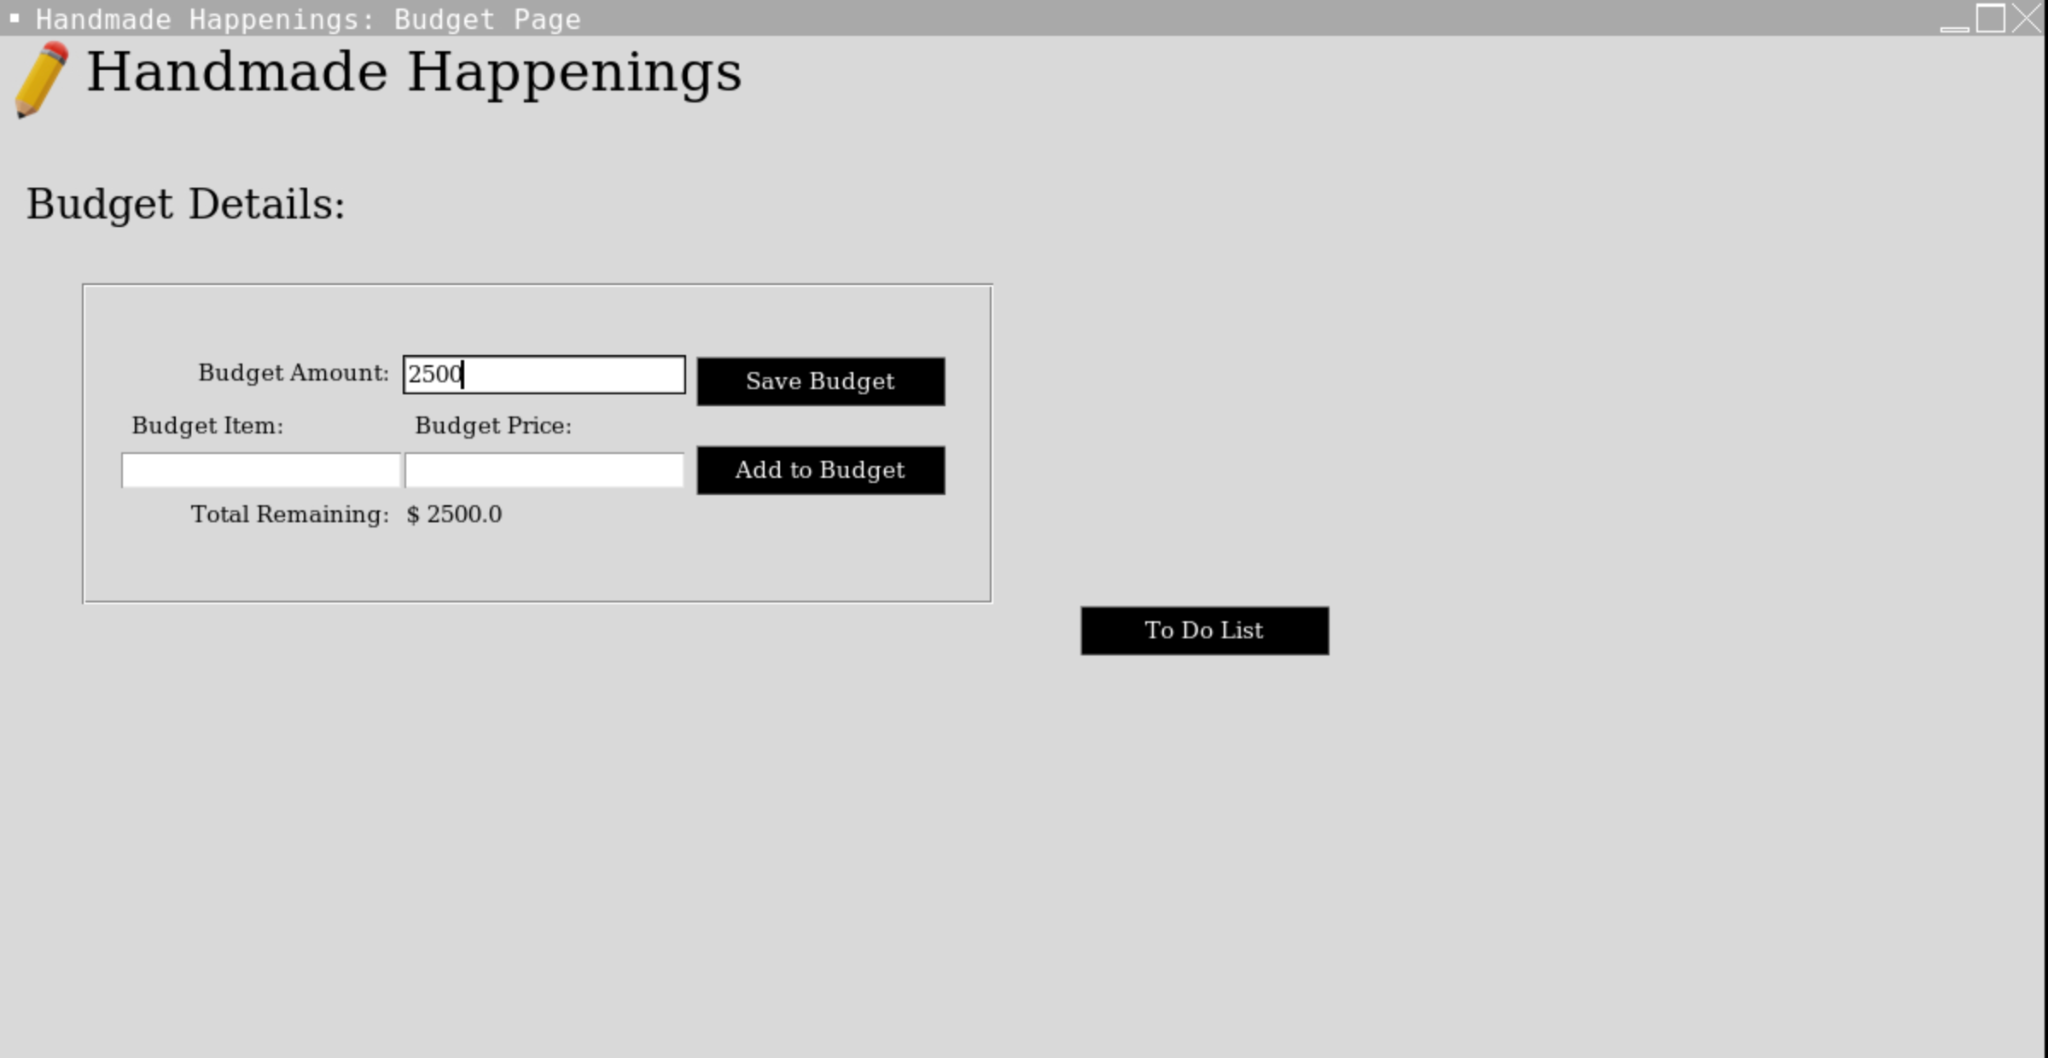 Handmade Happenings: Budget Page
Handmade Happenings
Budget Details:
Budget Amount: 2500 Save Budget
Budget Item: Budget Price:
Add to Budget
Total Remaining: $ 2500.0
To Do List